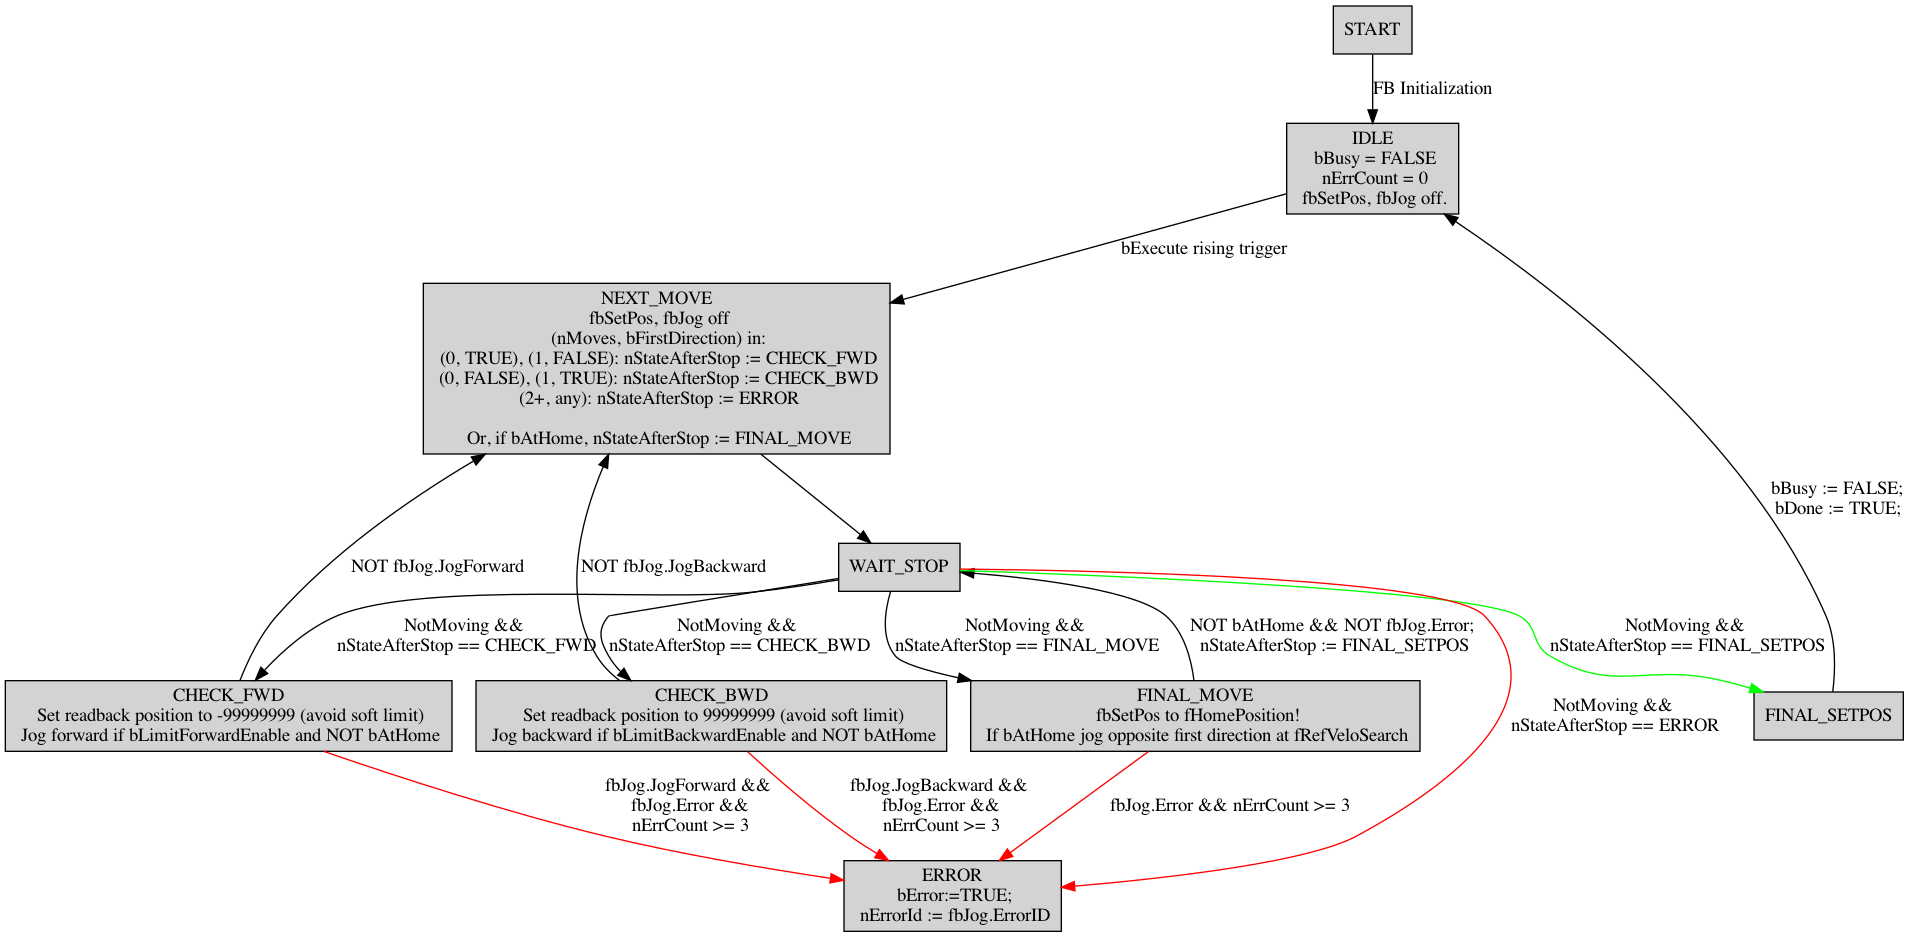 START
FB Initialization
IDLE
bBusy = FALSE
nErrCount = 0
fbSetPos, fbJog off.
bExecute rising trigger
NEXT_MOVE
fbSetPos, fbJog off
(nMoves, bFirstDirection) in:
(0, TRUE), (1, FALSE): nStateAfterStop := CHECK_FWD
(0, FALSE), (1, TRUE): nStateAfterStop := CHECK_BWD
(2+, any): nStateAfterStop := ERROR
Or, if bAtHome, nStateAfterStop := FINAL_MOVE
bBusy := FALSE;
bDone := TRUE;
NOT fbJog.JogForward
NOT fbJog.JogBackward
WAIT_STOP
NotMoving &&
nStateAfterStop == CHECK_FWD
NotMoving &&
nStateAfterStop == CHECK_BWD
NotMoving &&
nStateAfterStop == FINAL_MOVE
NOT bAtHome && NOT fbJog.Error;
nStateAfterStop := FINAL_SETPOS
NotMoving &&
nStateAfterStop == FINAL_SETPOS
CHECK_FWD
Set readback position to -99999999 (avoid soft limit)
Jog forward if bLimitForwardEnable and NOT bAtHome
CHECK_BWD
Set readback position to 99999999 (avoid soft limit)
Jog backward if bLimitBackwardEnable and NOT bAtHome
FINAL_MOVE
fbSetPos to fHomePosition!
If bAtHome jog opposite first direction at fRefVeloSearch
NotMoving &&
nStateAfterStop == ERROR
FINAL_SETPOS
fbJog.JogForward &&
fbJog.Error &&
nErrCount >= 3
fbJog.JogBackward &&
fbJog.Error &&
nErrCount >= 3
fbJog.Error && nErrCount >= 3
ERROR
bError:=TRUE;
nErrorId := fbJog.ErrorID